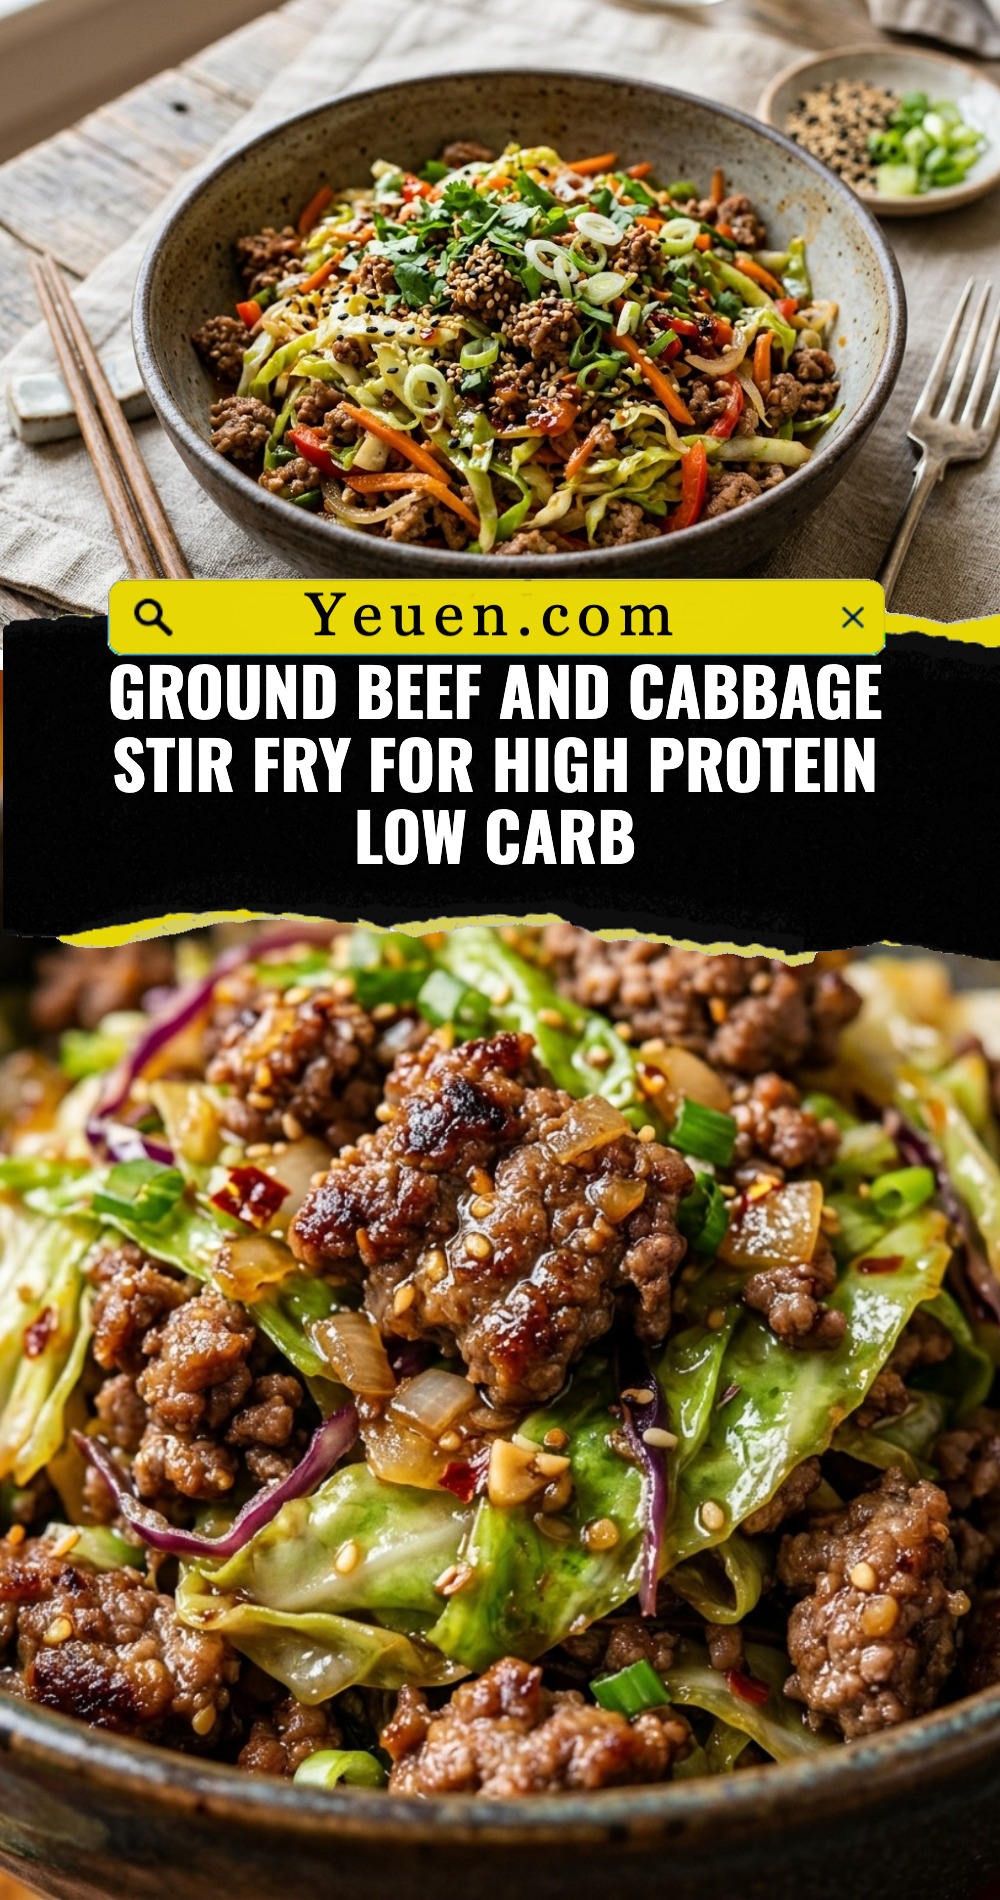 Yeuen.com
GROUND BEEF AND CABBAGE
STIR FRY FOR HIGH PROTEIN
LOW CARB